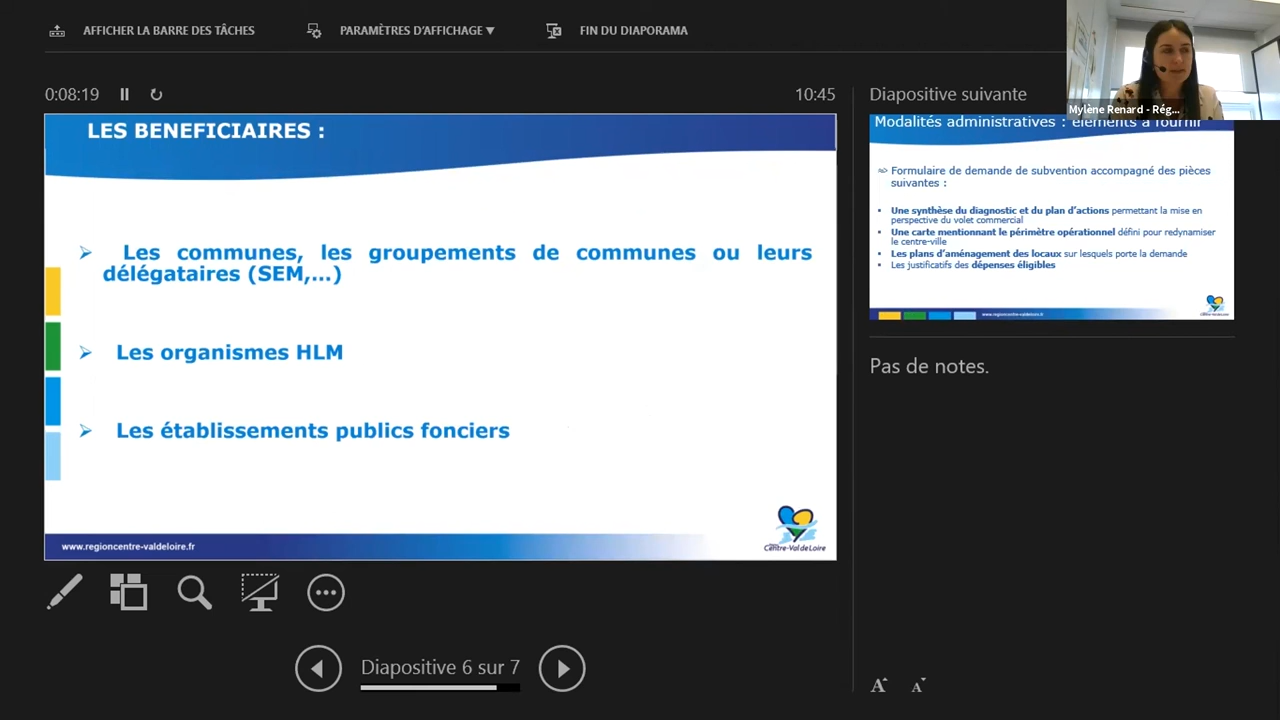 AFFICHER LA BARRE DES TÂCHES
PARAMÈTRES D'AFFICHAGE ▼
FIN DU DIAPORAMA
0:08:19
10:45
LES BENEFICIAIRES :
Les communes, les groupements de communes ou leurs
délégataires (SEM,...)
Les organismes HLM
Les établissements publics fonciers
www.regioncentre-valdeloire.fr
Centre-Val de Loire
Diapositive 6 sur 7
Diapositive suivante
Mylène Renard - Rég...
Modalités administratives : éléments à fournir
Formulaire de demande de subvention accompagné des pièces
suivantes :
Une synthèse du diagnostic et du plan d'actions permettant la mise en
perspective du volet commercial
Une carte mentionnant le périmètre opérationnel défini pour redynamiser
le centre-ville
Les plans d'aménagement des locaux sur lesquels porte la demande
Les justificatifs des dépenses éligibles
www.regioncentre-valdeloire.fr
Pas de notes.
A A